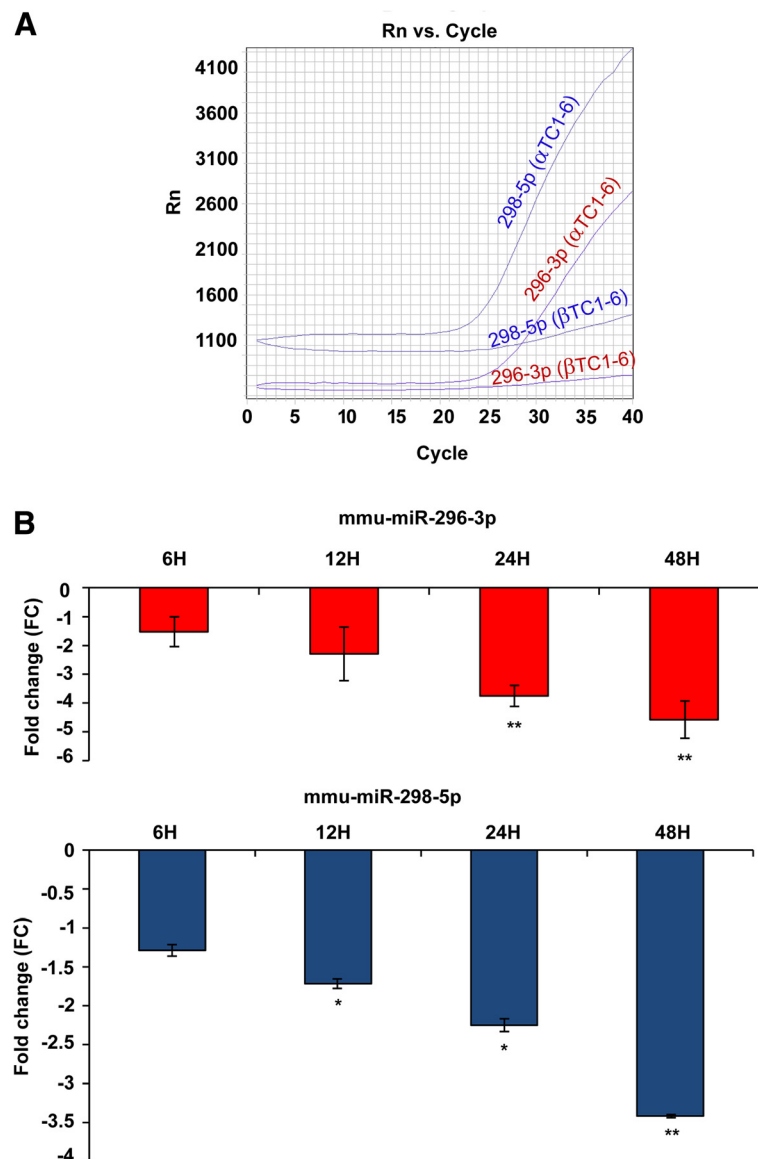 A
Rn vs. Cycle
4100
3600
3100
2600
2100
1600
1100
Rn
298-5p (αTC1-6)
296-3p (αTC1-6)
298-5p (βTC1-6)
296-3p (βTC1-6)
0 5 10 15 20 25 30 35 40
Cycle
B
mmu-miR-296-3p
6H 12H 24H 48H
Fold change (FC)
0
-1
-2
-3
-4
-5
-6
**
**
mmu-miR-298-5p
6H 12H 24H 48H
Fold change (FC)
0
-0.5
-1
-1.5
-2
-2.5
-3
-3.5
-4
*
*
**